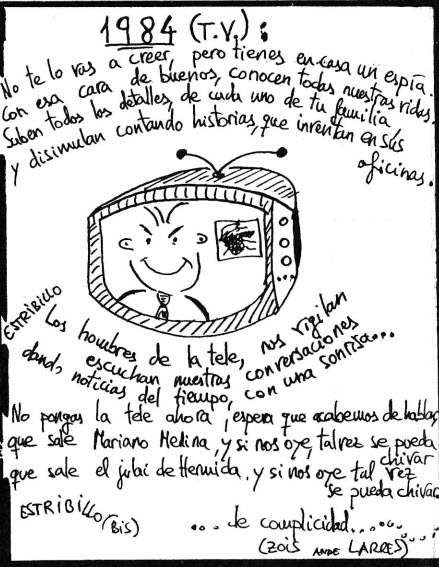 1984 (T.V.):
No te lo vas a creer, pero tienes en casa un espía.
Con esa cara de buenos, conocen todas nuestras vidas.
Saben todos los detalles, de cada uno de tu familia
y disimulan contando historias, que inventan en sus
oficinas.
ESTRIBILLO
Los hombres de la tele, nos vigilan
escuchan nuestras conversaciones
dando noticias del tiempo, con una sonrisa...
No pongas la tele ahora, espera que acabemos de hablar,
que sale Mariano Medina, y si nos oye, tal vez se pueda
chivar
que sale el jubi de Hermida, y si nos oye tal vez
se pueda chivar.
ESTRIBILLO (BIS)
... de complicidad......
(ZOIS ANDE LARRES)